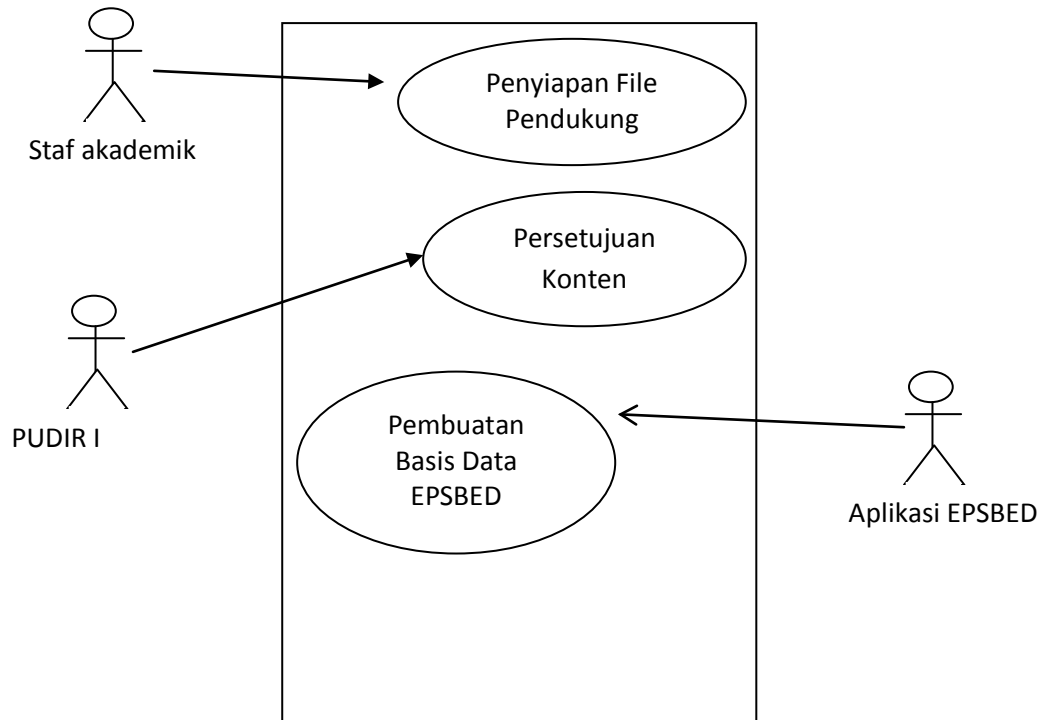 Penyiapan File
Pendukung
Staf akademik
Persetujuan
Konten
PUDIR I
Pembuatan
Basis Data
EPSBED
Aplikasi EPSBED